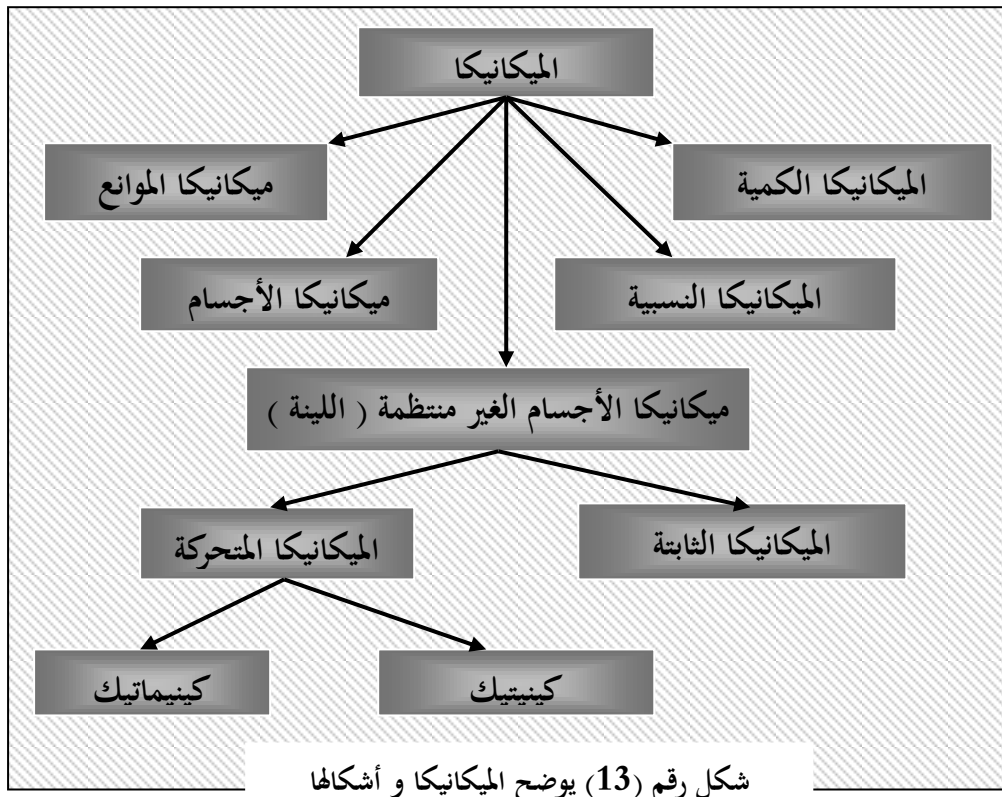 الميكانيكا
الميكانيكا الكمية
ميكانيكا الموانع
الميكانيكا النسبية
ميكانيكا الأجسام
ميكانيكا الأجسام الغير منتظمة ( اللينة )
الميكانيكا الثابتة
الميكانيكا المتحركة
كينيتيك
كينيماتيك
شكل رقم (13) يوضح الميكانيكا و أشكالها